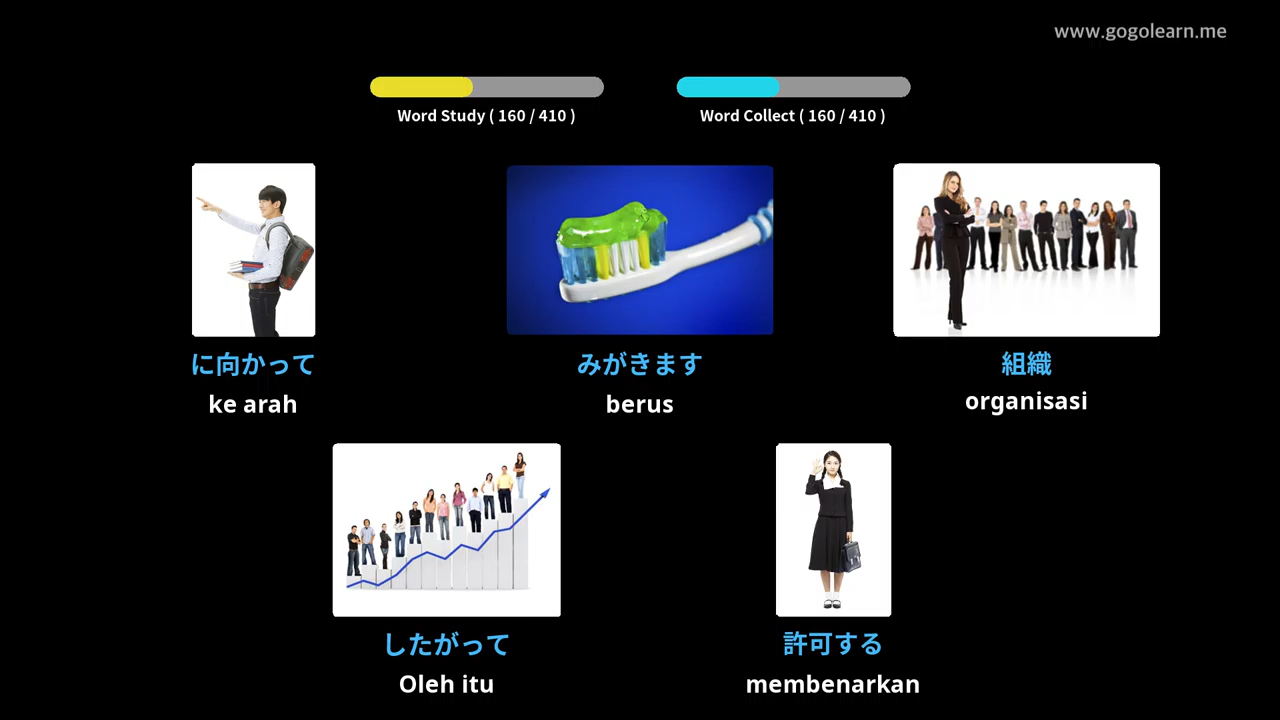 www.gogolearn.me
Word Study ( 160 / 410 )
Word Collect ( 160 / 410 )
に向かって
ke arah
みがきます
berus
組織
organisasi
したがって
Oleh itu
許可する
membenarkan